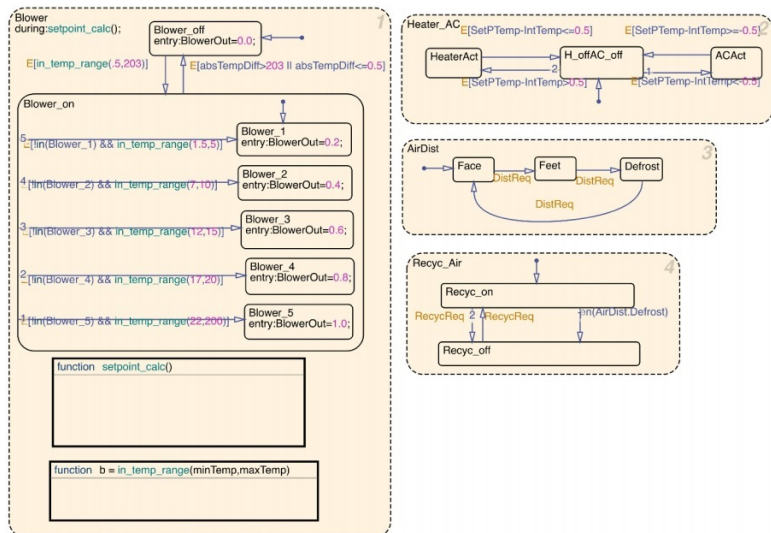 Blower
during:setpoint_calc();
1
Blower_off
entry:BlowerOut=0.0;
E[in_temp_range(.5,203)]
E[absTempDiff>203 || absTempDiff<=0.5]
Blower_on
Blower_1
entry:BlowerOut=0.2;
5
E[!in(Blower_1) && in_temp_range(1.5,5)]
Blower_2
entry:BlowerOut=0.4;
4
E[!in(Blower_2) && in_temp_range(7,10)]
Blower_3
entry:BlowerOut=0.6;
3
E[!in(Blower_3) && in_temp_range(12,15)]
Blower_4
entry:BlowerOut=0.8;
2
E[!in(Blower_4) && in_temp_range(17,20)]
Blower_5
entry:BlowerOut=1.0;
1
E[!in(Blower_5) && in_temp_range(22,200)]
function setpoint_calc()
function b = in_temp_range(minTemp,maxTemp)
Heater_AC
2
E[SetPTemp-IntTemp<=0.5]
E[SetPTemp-IntTemp>=-0.5]
HeaterAct
H_offAC_off
ACAct
2
1
E[SetPTemp-IntTemp>0.5]
E[SetPTemp-IntTemp<-0.5]
AirDist
3
Face
Feet
Defrost
DistReq
DistReq
DistReq
Recyc_Air
4
Recyc_on
RecycReq
2
RecycReq
en(AirDist.Defrost)
Recyc_off